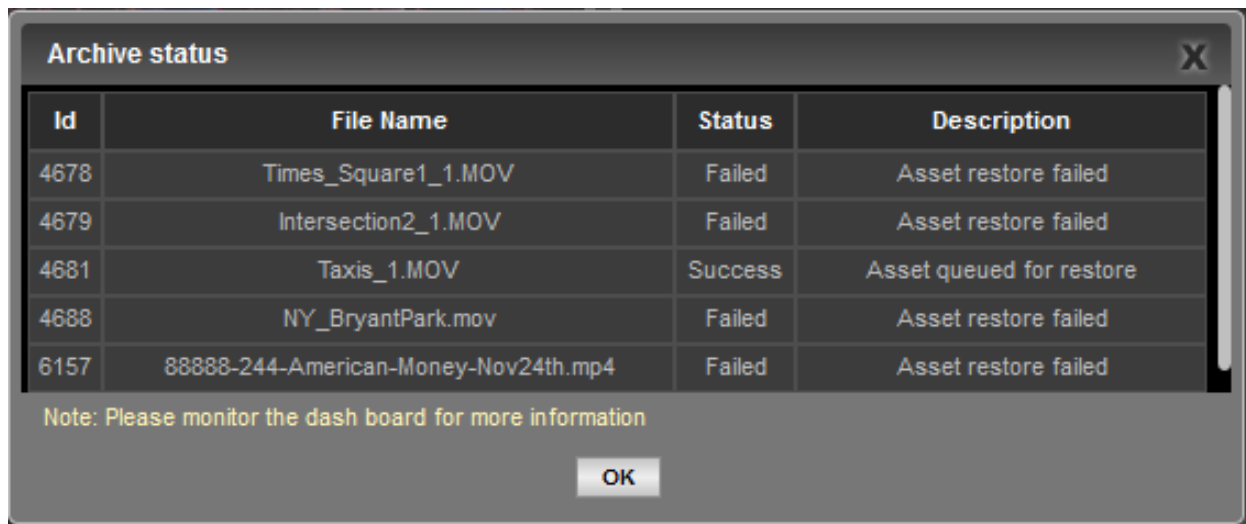 Archive status
X
Id File Name Status Description
4678 Times_Square1_1.MOV Failed Asset restore failed
4679 Intersection2_1.MOV Failed Asset restore failed
4681 Taxis_1.MOV Success Asset queued for restore
4688 NY_BryantPark.mov Failed Asset restore failed
6157 88888-244-American-Money-Nov24th.mp4 Failed Asset restore failed
Note: Please monitor the dash board for more information
OK